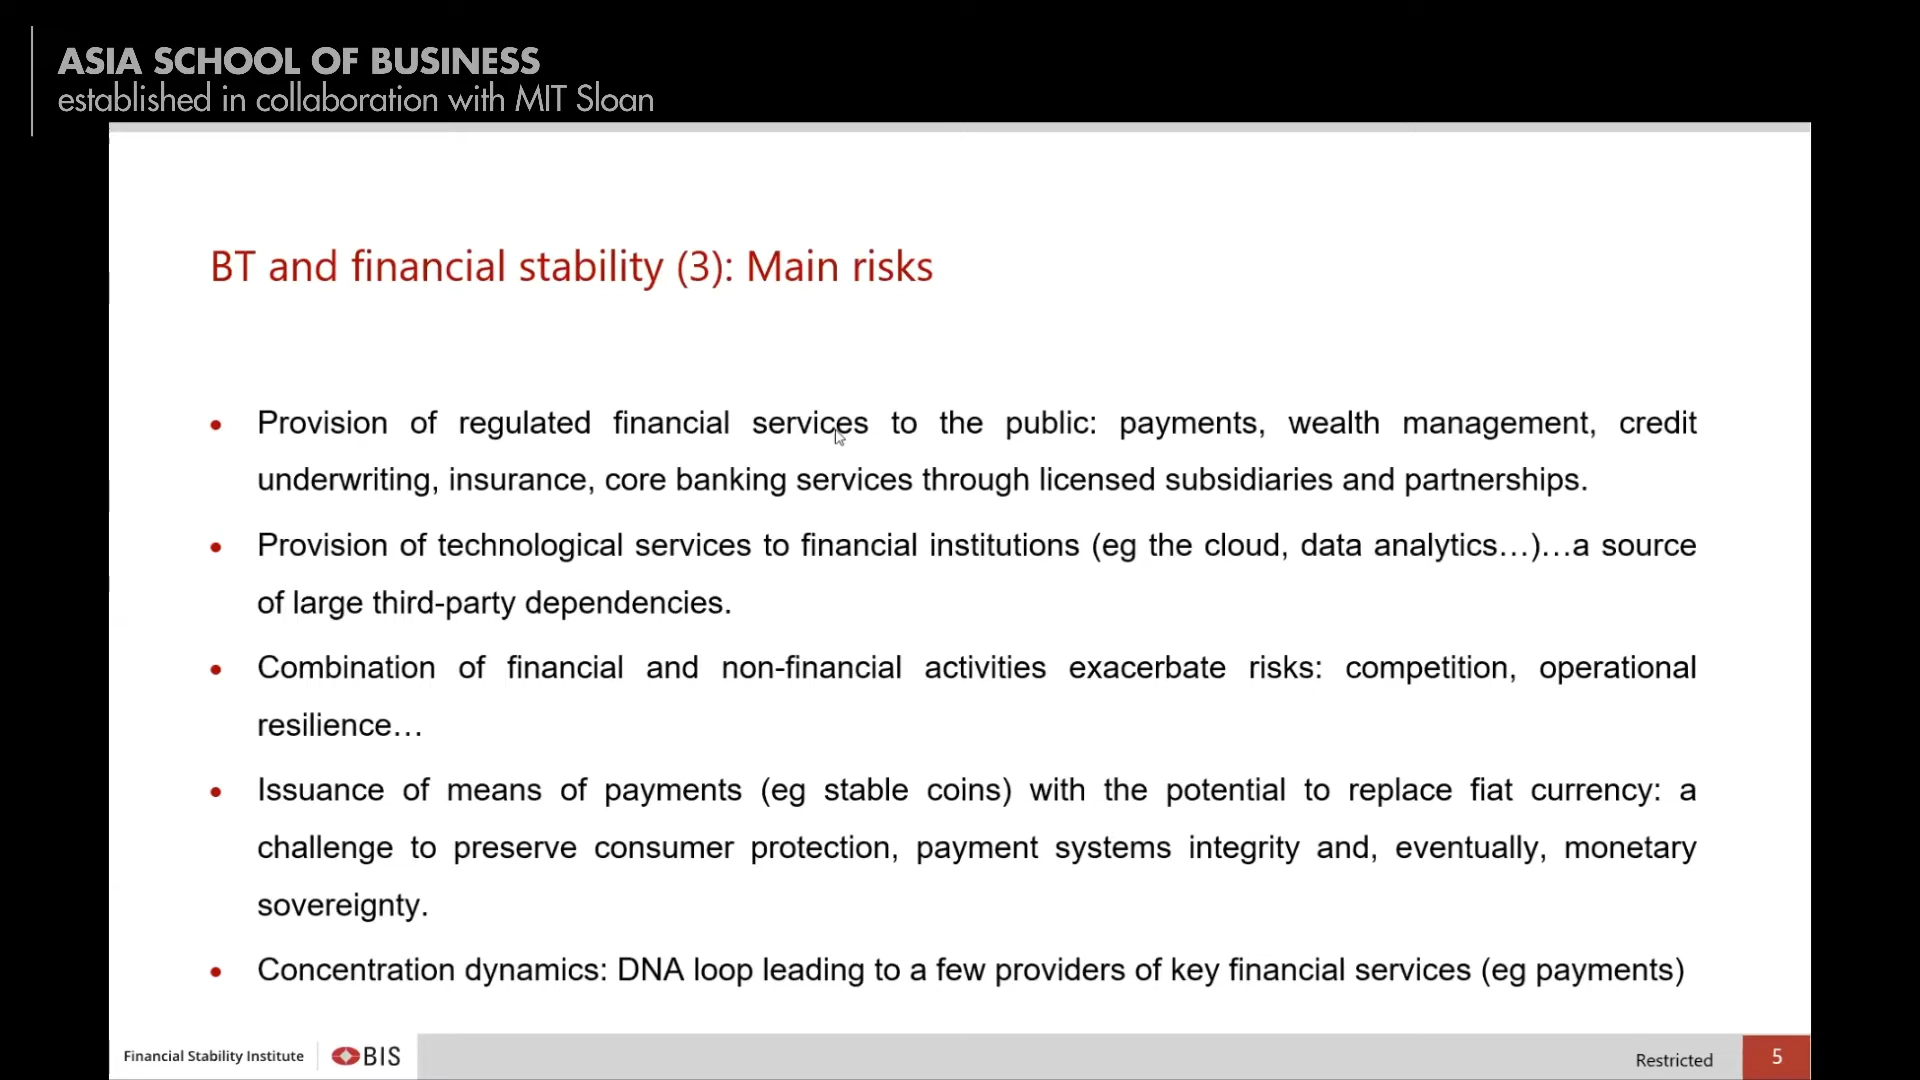 ASIA SCHOOL OF BUSINESS
established in collaboration with MIT Sloan
BT and financial stability (3): Main risks
• Provision of regulated financial services to the public: payments, wealth management, credit
underwriting, insurance, core banking services through licensed subsidiaries and partnerships.
• Provision of technological services to financial institutions (eg the cloud, data analytics…)…a source
of large third-party dependencies.
• Combination of financial and non-financial activities exacerbate risks: competition, operational
resilience…
• Issuance of means of payments (eg stable coins) with the potential to replace fiat currency: a
challenge to preserve consumer protection, payment systems integrity and, eventually, monetary
sovereignty.
• Concentration dynamics: DNA loop leading to a few providers of key financial services (eg payments)
Financial Stability Institute
BIS
Restricted
5